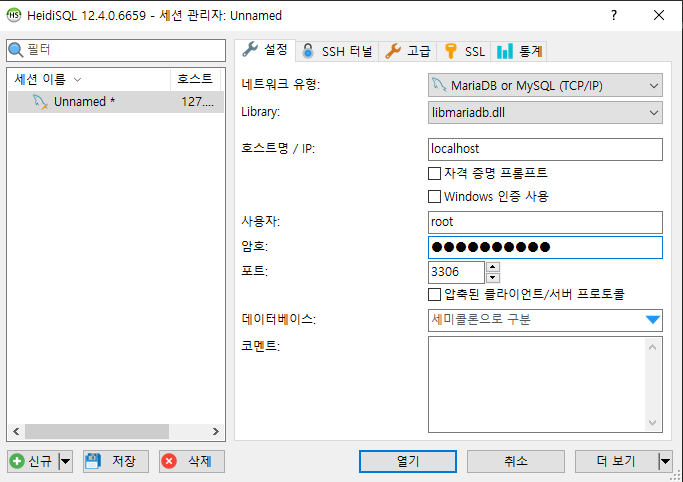 HeidiSQL 12.4.0.6659 - 세션 관리자: Unnamed
필터
세션 이름 호스트
Unnamed * 127....
설정 SSH 터널 고급 SSL 통계
네트워크 유형: MariaDB or MySQL (TCP/IP)
Library: libmariadb.dll
호스트명 / IP: localhost
자격 증명 프롬프트
Windows 인증 사용
사용자: root
암호: ●●●●●●●●●●
포트: 3306
압축된 클라이언트/서버 프로토콜
데이터베이스: 세미콜론으로 구분
코멘트:
신규 저장 삭제 열기 취소 더 보기